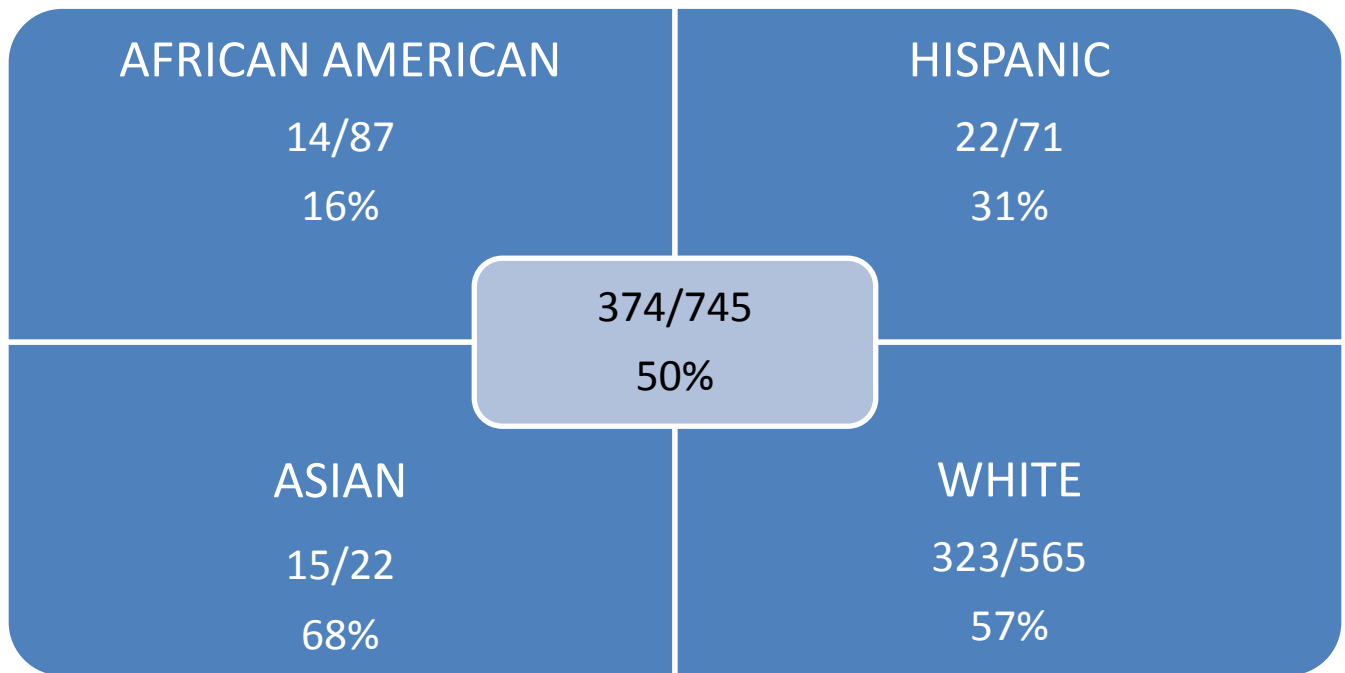 AFRICAN AMERICAN
14/87
16%
HISPANIC
22/71
31%
374/745
50%
ASIAN
15/22
68%
WHITE
323/565
57%